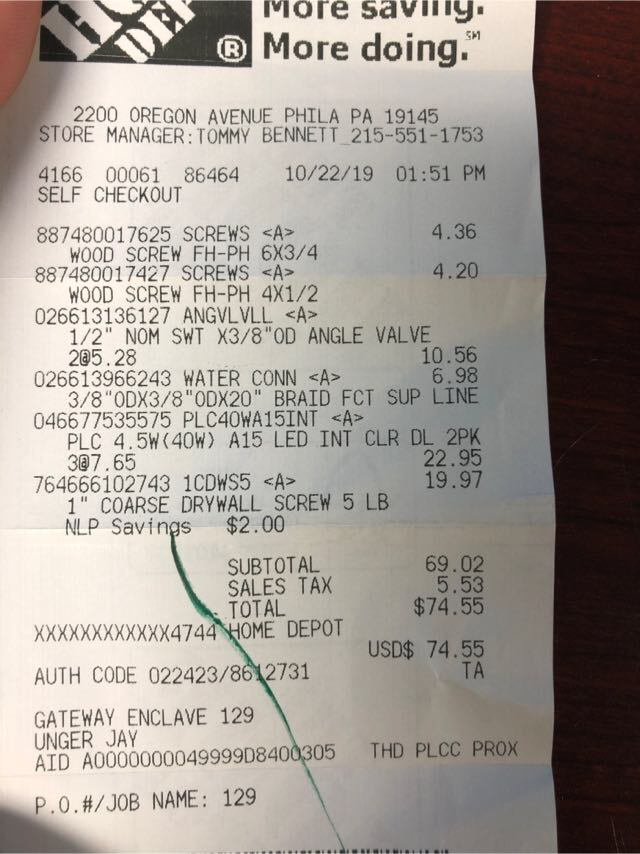 More saving.
More doing.℠
2200 OREGON AVENUE PHILA PA 19145
STORE MANAGER:TOMMY BENNETT 215-551-1753
4166 00061 86464 10/22/19 01:51 PM
SELF CHECKOUT
887480017625 SCREWS <A> 4.36
WOOD SCREW FH-PH 6X3/4
887480017427 SCREWS <A> 4.20
WOOD SCREW FH-PH 4X1/2
026613136127 ANGVLVLL <A>
1/2" NOM SWT X3/8"OD ANGLE VALVE
2@5.28 10.56
026613966243 WATER CONN <A> 6.98
3/8"ODX3/8"ODX20" BRAID FCT SUP LINE
046677535575 PLC40WA15INT <A>
PLC 4.5W(40W) A15 LED INT CLR DL 2PK
3@7.65 22.95
764666102743 1CDWS5 <A> 19.97
1" COARSE DRYWALL SCREW 5 LB
NLP Savings $2.00
SUBTOTAL 69.02
SALES TAX 5.53
TOTAL $74.55
XXXXXXXXXXXX4744 HOME DEPOT
USD$ 74.55
AUTH CODE 022423/8612731 TA
GATEWAY ENCLAVE 129
UNGER JAY
AID A0000000049999D8400305 THD PLCC PROX
P.O.#/JOB NAME: 129